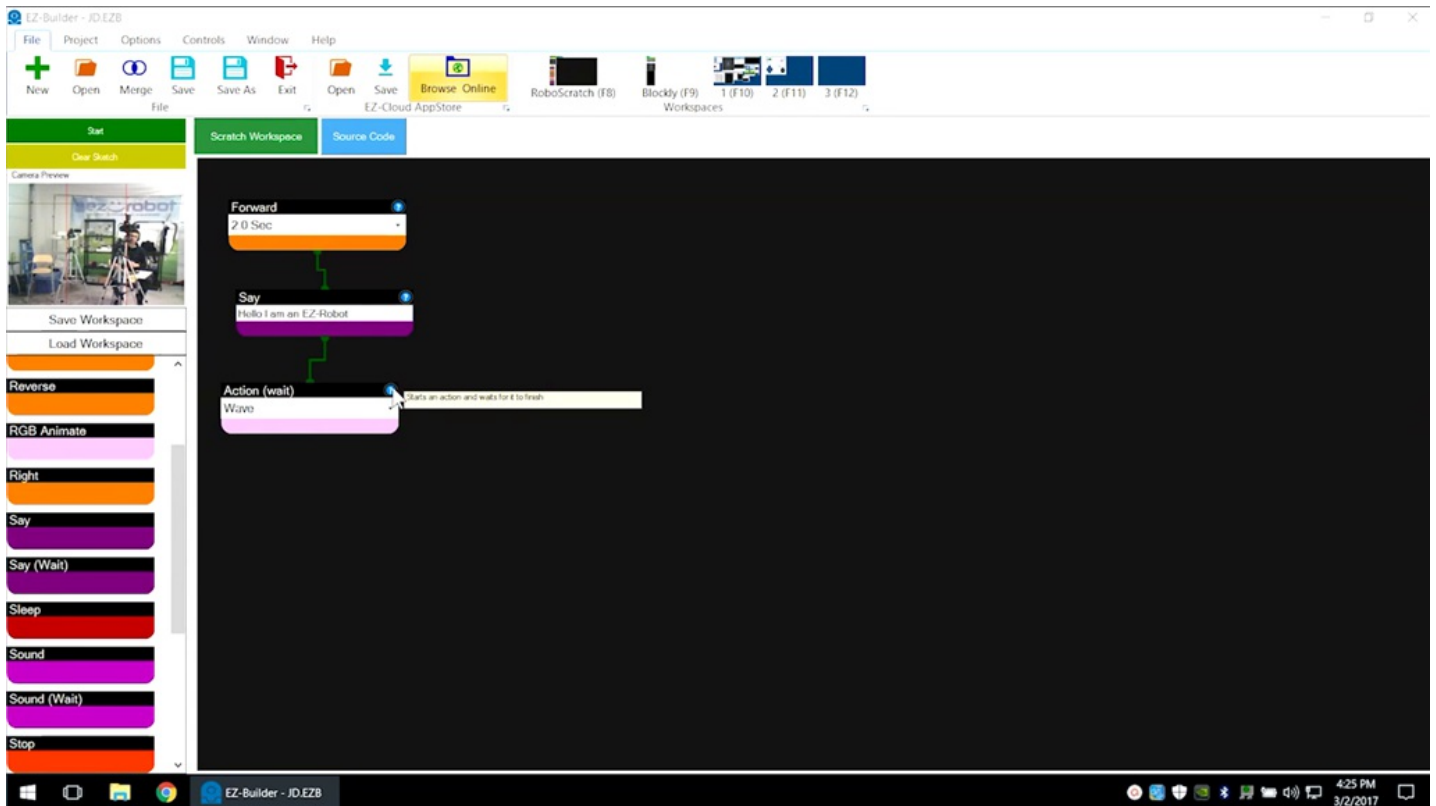 EZ-Builder - JD.EZB
File Project Options Controls Window Help
New Open Merge Save Save As Exit Open Save Browse Online RoboScratch (F8) Blockly (F9) 1 (F10) 2 (F11) 3 (F12)
File EZ-Cloud AppStore Workspaces
Start
Clear Sketch
Scratch Workspace Source Code
Camera Preview
ez robot
Save Workspace
Load Workspace
Reverse
RGB Animate
Right
Say
Say (Wait)
Sleep
Sound
Sound (Wait)
Stop
Forward ?
2.0 Sec
Say ?
Hello I am an EZ-Robot
Action (wait) ?
Wave
Starts an action and waits for it to finish
EZ-Builder - JD.EZB
4:25 PM
3/2/2017